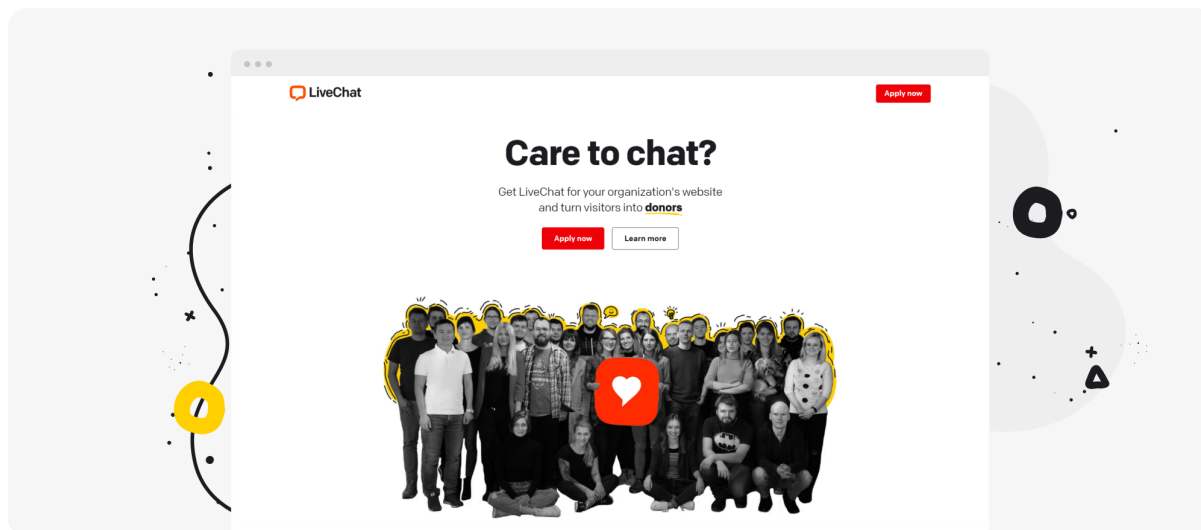 LiveChat
Apply now
Care to chat?
Get LiveChat for your organization's website
and turn visitors into donors
Apply now
Learn more